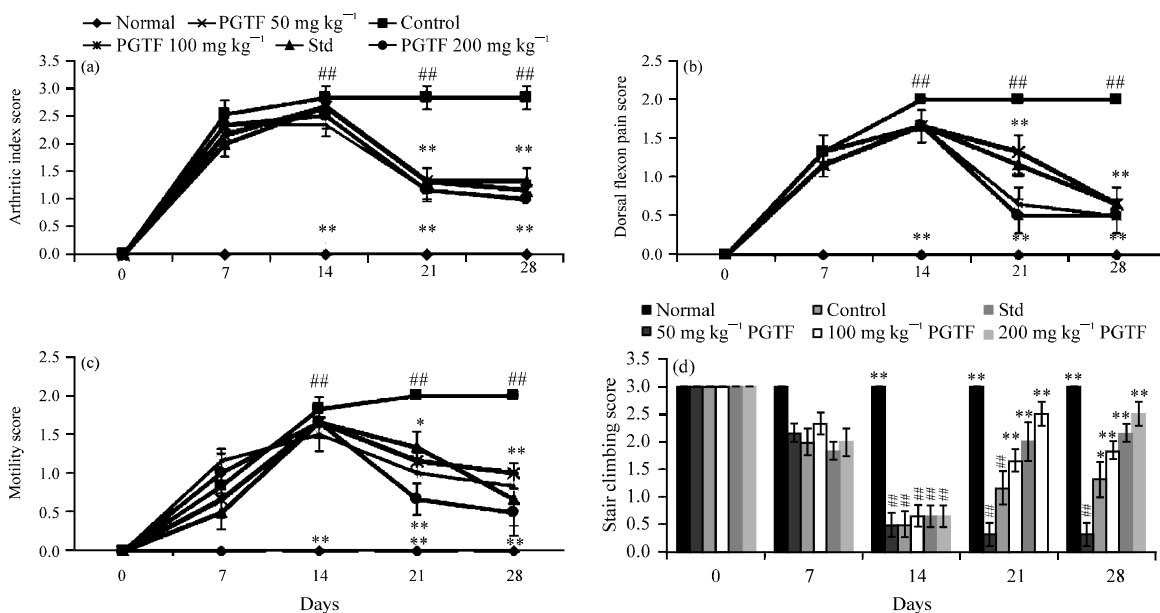 Normal PGTF 50 mg kg⁻¹ Control
PGTF 100 mg kg⁻¹ Std PGTF 200 mg kg⁻¹
(a)
Arthritic index score
3.5
3.0
2.5
2.0
1.5
1.0
0.5
0.0
## ## ##
** **
** ** **
0 7 14 21 28
(b)
Dorsal flexon pain score
2.5
2.0
1.5
1.0
0.5
0.0
## ## ##
**
**
** ** **
0 7 14 21 28
(c)
Motility score
2.5
2.0
1.5
1.0
0.5
0.0
## ## ##
*
**
**
** ** **
0 7 14 21 28
Days
Normal Control Std
50 mg kg⁻¹ PGTF 100 mg kg⁻¹ PGTF 200 mg kg⁻¹ PGTF
(d)
Stair climbing score
3.5
3.0
2.5
2.0
1.5
1.0
0.5
0.0
** ** **
** **
** **
** **
*
*
## ## ## ## ##
## ##
##
0 7 14 21 28
Days